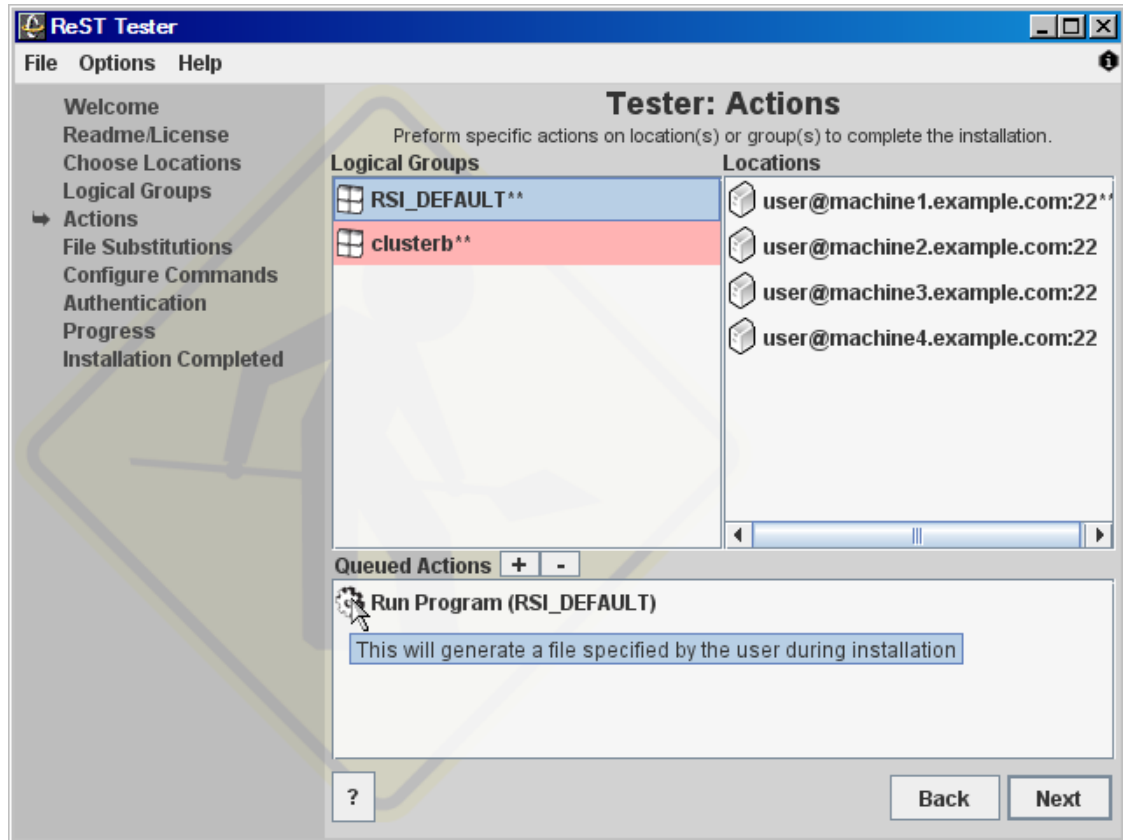 ReST Tester
File Options Help
Welcome
Readme/License
Choose Locations
Logical Groups
Actions
File Substitutions
Configure Commands
Authentication
Progress
Installation Completed
Tester: Actions
Preform specific actions on location(s) or group(s) to complete the installation.
Logical Groups
RSI_DEFAULT**
clusterb**
Locations
user@machine1.example.com:22**
user@machine2.example.com:22
user@machine3.example.com:22
user@machine4.example.com:22
Queued Actions + -
Run Program (RSI_DEFAULT)
This will generate a file specified by the user during installation
? Back Next